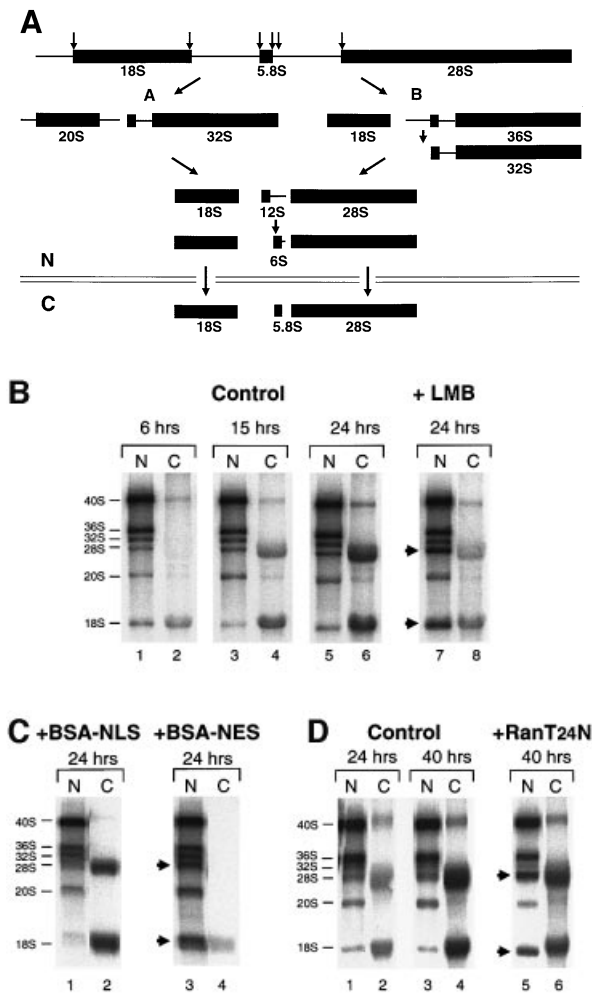 A
18S 5.8S 28S
A B
20S 32S 18S 36S
32S
18S 12S 28S
6S
N
C
18S 5.8S 28S
B Control + LMB
6 hrs 15 hrs 24 hrs 24 hrs
N C N C N C N C
40S
36S
32S
28S
20S
18S
1 2 3 4 5 6 7 8
C +BSA-NLS +BSA-NES D Control +RanT24N
24 hrs 24 hrs 24 hrs 40 hrs 40 hrs
N C N C N C N C N C
40S 40S
36S 36S
32S 32S
28S 28S
20S 20S
18S 18S
1 2 3 4 1 2 3 4 5 6